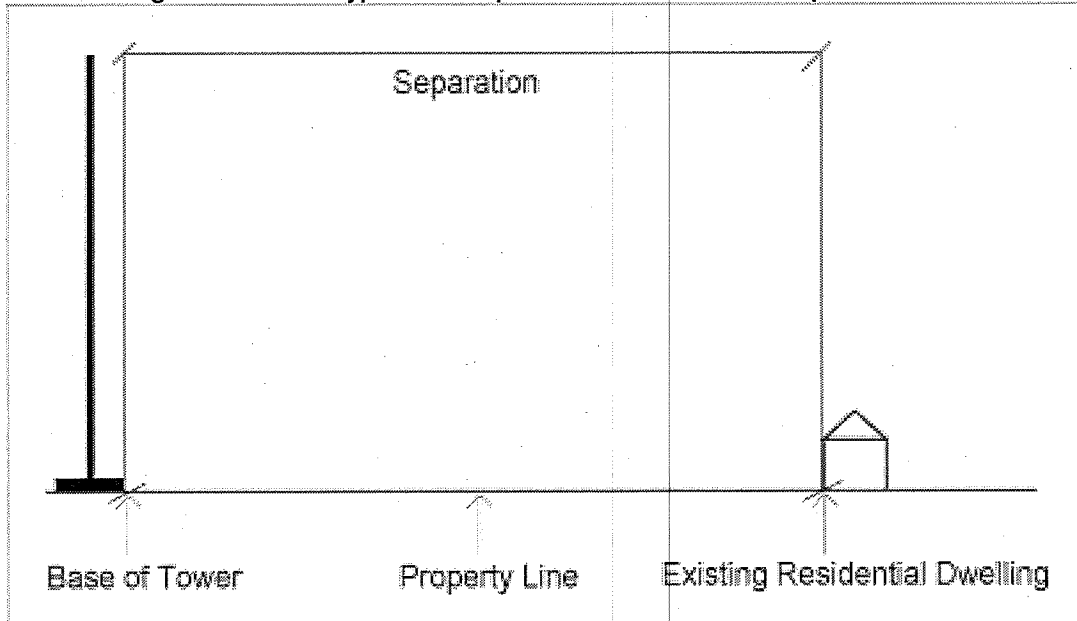 Separation
Base of Tower
Property Line
Existing Residential Dwelling